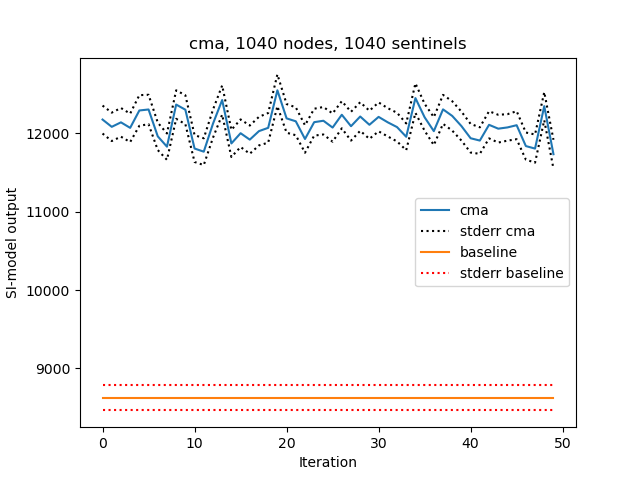 cma, 1040 nodes, 1040 sentinels
SI-model output
12000
11000
10000
9000
cma
stderr cma
baseline
stderr baseline
0 10 20 30 40 50
Iteration